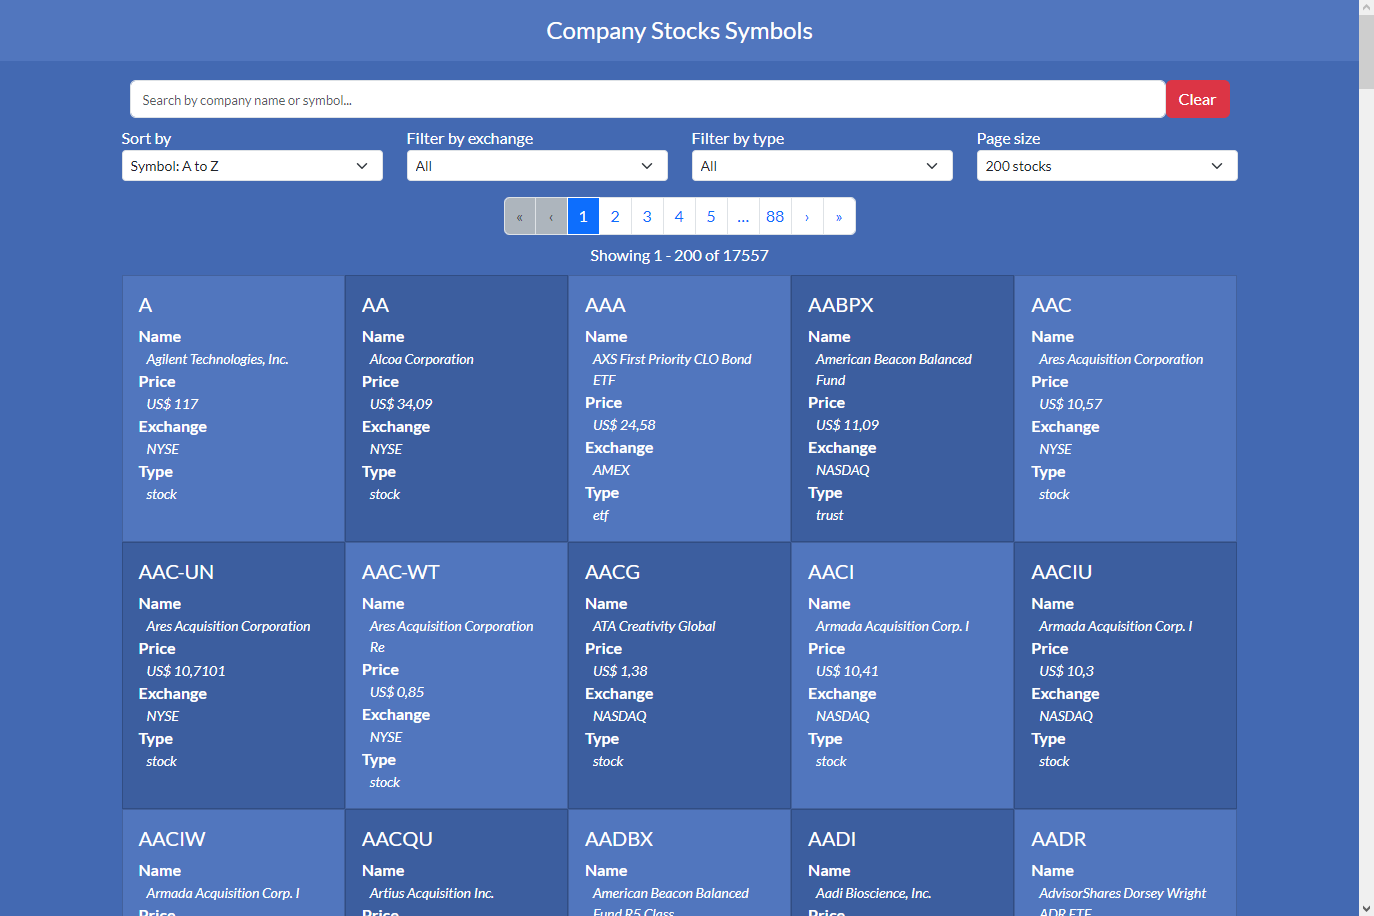 Company Stocks Symbols
Search by company name or symbol...
Clear
Sort by
Symbol: A to Z
Filter by exchange
All
Filter by type
All
Page size
200 stocks
« ‹ 1 2 3 4 5 ... 88 › »
Showing 1 - 200 of 17557
A
Name
Agilent Technologies, Inc.
Price
US$ 117
Exchange
NYSE
Type
stock
AA
Name
Alcoa Corporation
Price
US$ 34,09
Exchange
NYSE
Type
stock
AAA
Name
AXS First Priority CLO Bond
ETF
Price
US$ 24,58
Exchange
AMEX
Type
etf
AABPX
Name
American Beacon Balanced
Fund
Price
US$ 11,09
Exchange
NASDAQ
Type
trust
AAC
Name
Ares Acquisition Corporation
Price
US$ 10,57
Exchange
NYSE
Type
stock
AAC-UN
Name
Ares Acquisition Corporation
Price
US$ 10,7101
Exchange
NYSE
Type
stock
AAC-WT
Name
Ares Acquisition Corporation
Re
Price
US$ 0,85
Exchange
NYSE
Type
stock
AACG
Name
ATA Creativity Global
Price
US$ 1,38
Exchange
NASDAQ
Type
stock
AACI
Name
Armada Acquisition Corp. I
Price
US$ 10,41
Exchange
NASDAQ
Type
stock
AACIU
Name
Armada Acquisition Corp. I
Price
US$ 10,3
Exchange
NASDAQ
Type
stock
AACIW
Name
Armada Acquisition Corp. I
Price
AACQU
Name
Artius Acquisition Inc.
Price
AADBX
Name
American Beacon Balanced
Fund R5 Class
AADI
Name
Aadi Bioscience, Inc.
Price
AADR
Name
AdvisorShares Dorsey Wright
ADR ETF